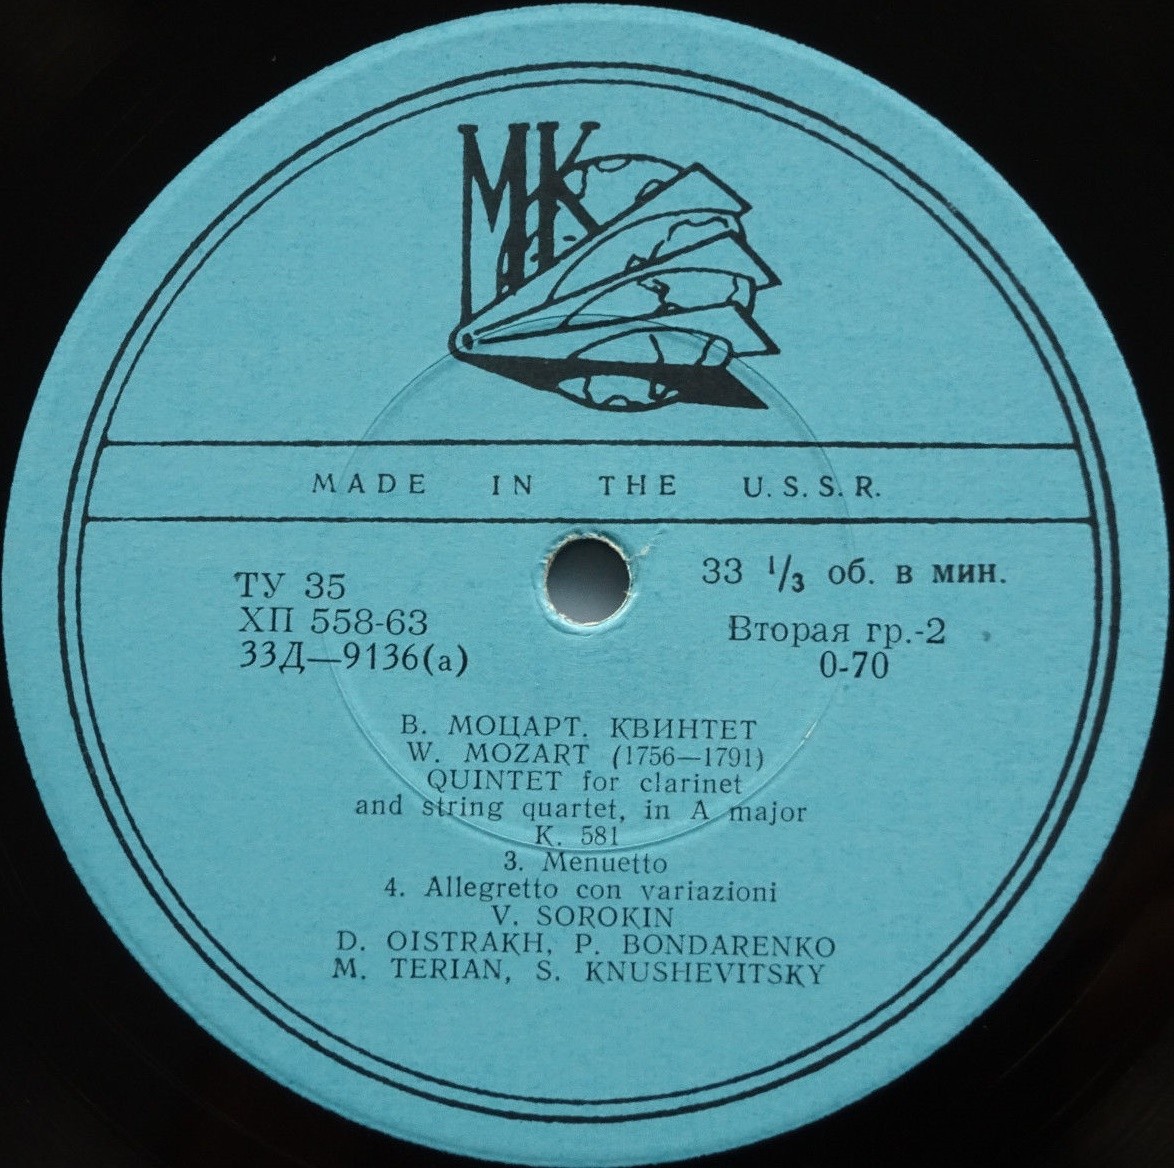 МК
MADE IN THE U.S.S.R.
ТУ 35
ХП 558-63
33Д—9136(а)
33 1/3 об. в мин.
Вторая гр.-2
0-70
В. МОЦАРТ. КВИНТЕТ
W. MOZART (1756—1791)
QUINTET for clarinet
and string quartet, in A major
K. 581
3. Menuetto
4. Allegretto con variazioni
V. SOROKIN
D. OISTRAKH, P. BONDARENKO
M. TERIAN, S. KNUSHEVITSKY